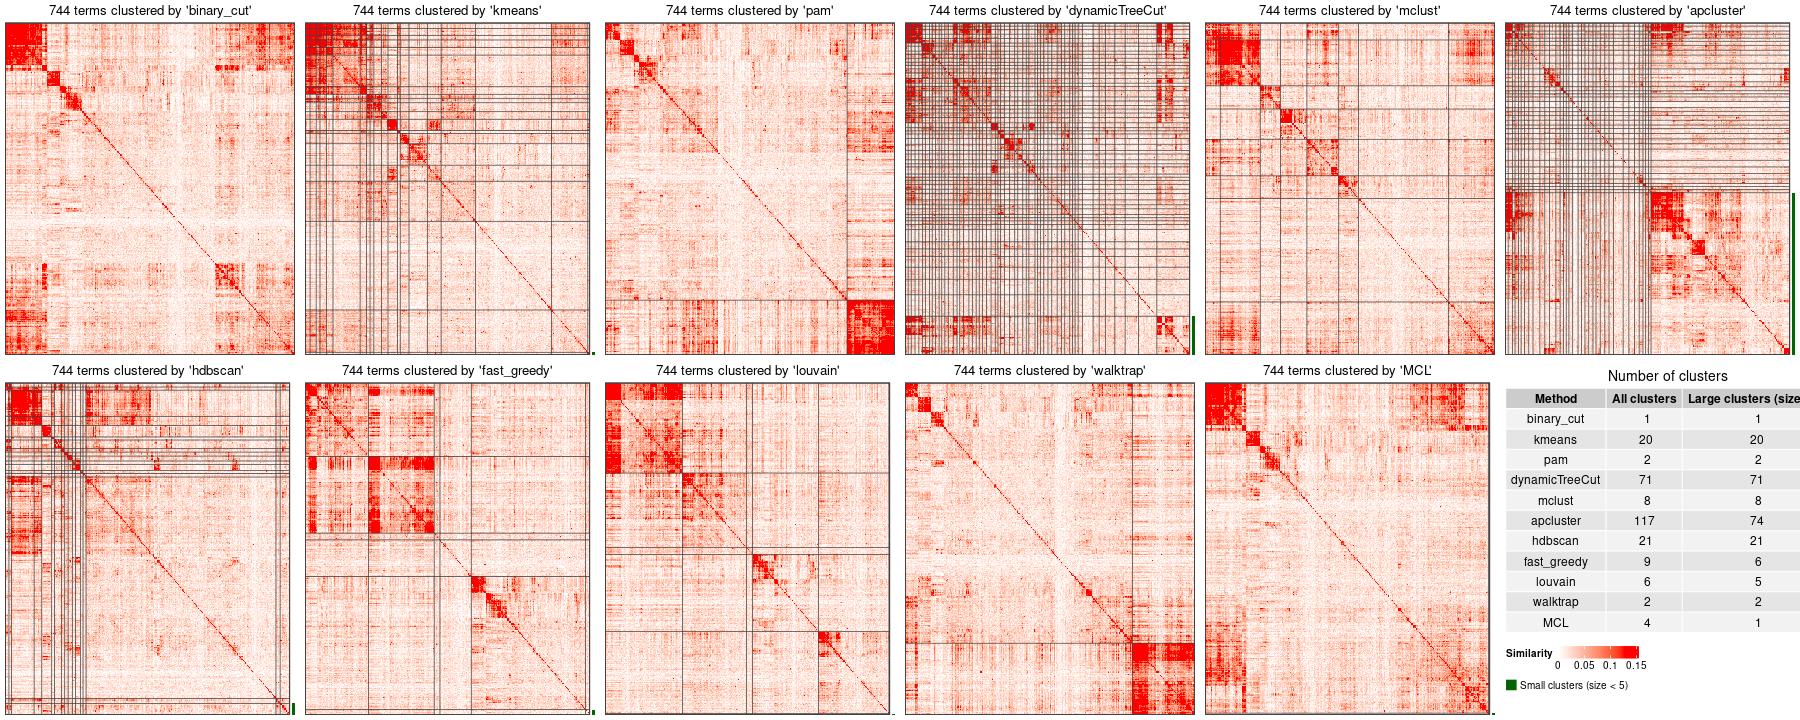 744 terms clustered by 'binary_cut'
744 terms clustered by 'kmeans'
744 terms clustered by 'pam'
744 terms clustered by 'dynamicTreeCut'
744 terms clustered by 'mclust'
744 terms clustered by 'apcluster'
744 terms clustered by 'hdbscan'
744 terms clustered by 'fast_greedy'
744 terms clustered by 'louvain'
744 terms clustered by 'walktrap'
744 terms clustered by 'MCL'
Number of clusters
Method All clusters Large clusters (size
binary_cut 1 1
kmeans 20 20
pam 2 2
dynamicTreeCut 71 71
mclust 8 8
apcluster 117 74
hdbscan 21 21
fast_greedy 9 6
louvain 6 5
walktrap 2 2
MCL 4 1
Similarity
0 0.05 0.1 0.15
Small clusters (size < 5)